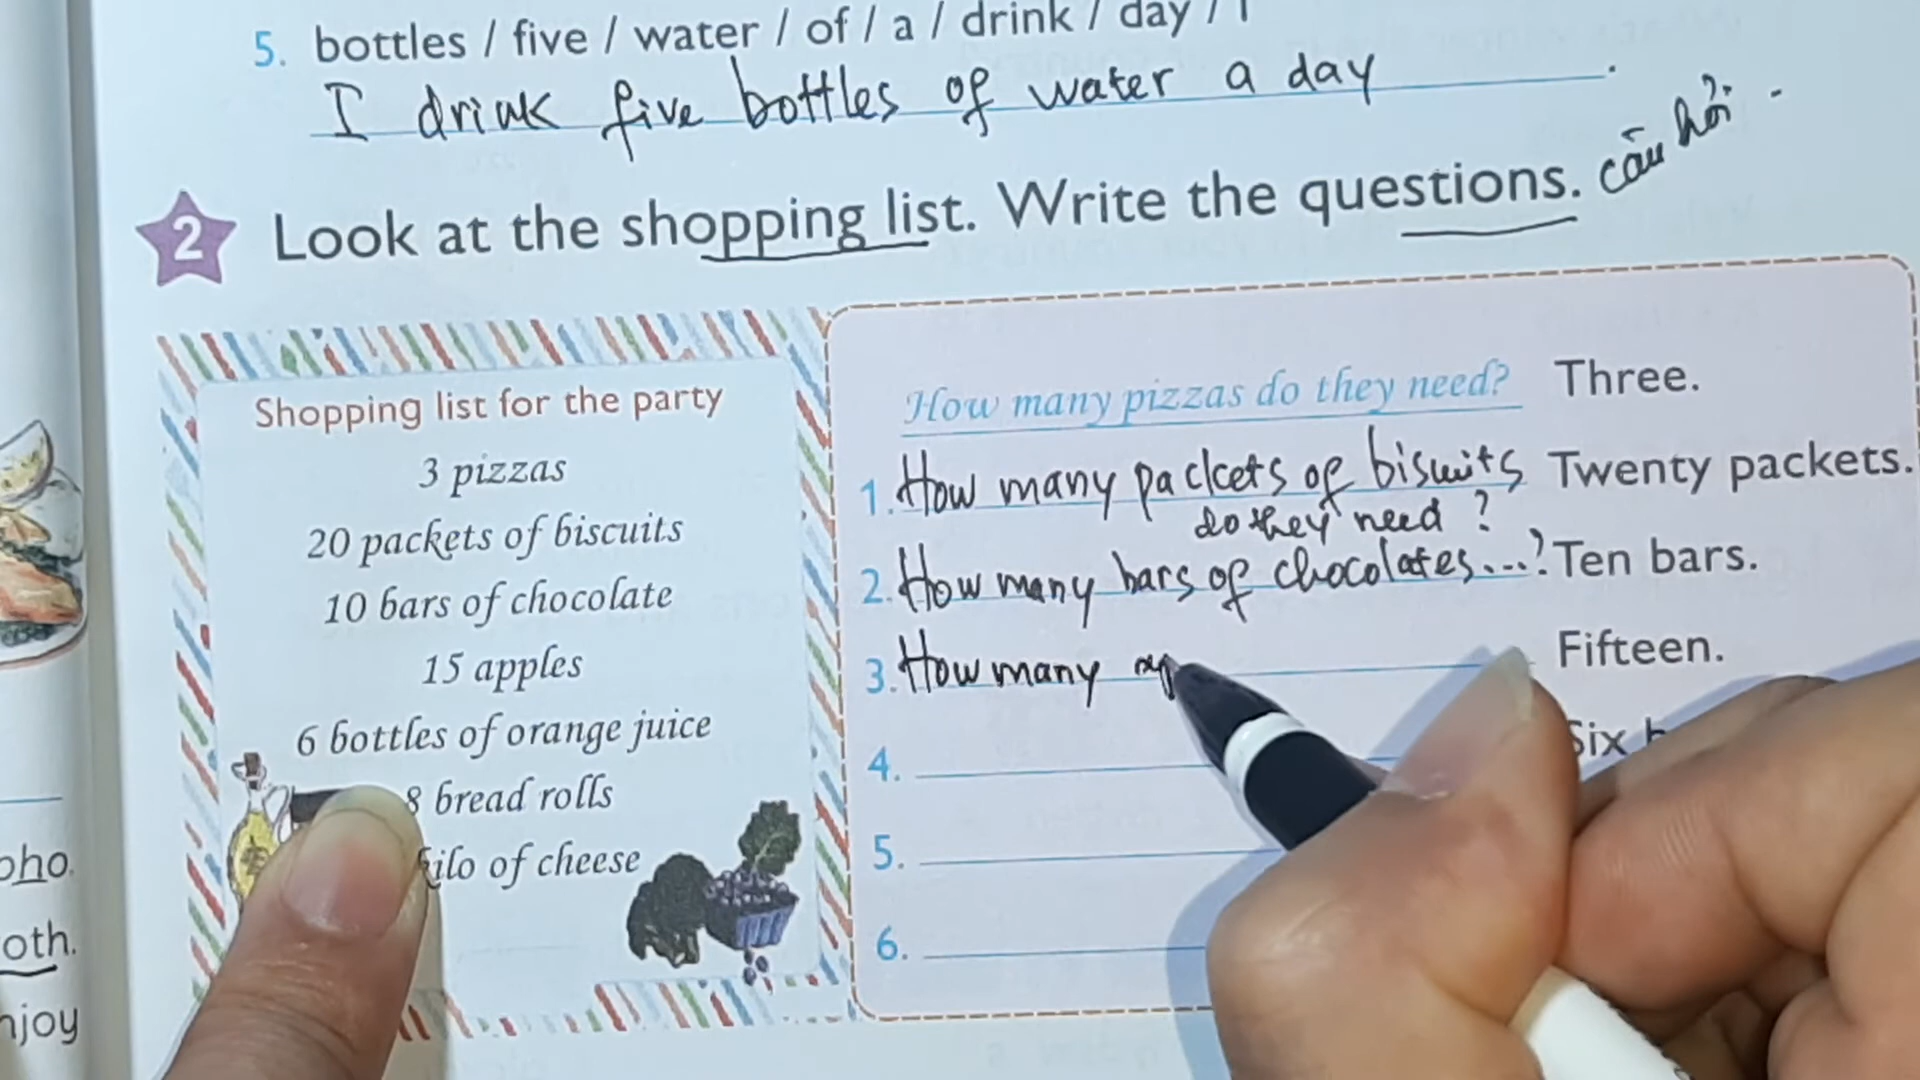 5. bottles / five / water / of / a / drink / day / I
I drink five bottles of water a day .
câu hỏi.
2 Look at the shopping list. Write the questions.
Shopping list for the party
3 pizzas
20 packets of biscuits
10 bars of chocolate
15 apples
6 bottles of orange juice
8 bread rolls
kilo of cheese
How many pizzas do they need? Three.
1. How many packets of biscuits Twenty packets.
do they need ?
2. How many bars of chocolates...? Ten bars.
3. How many ap Fifteen.
4. Six
5.
6.
pho.
oth.
njoy